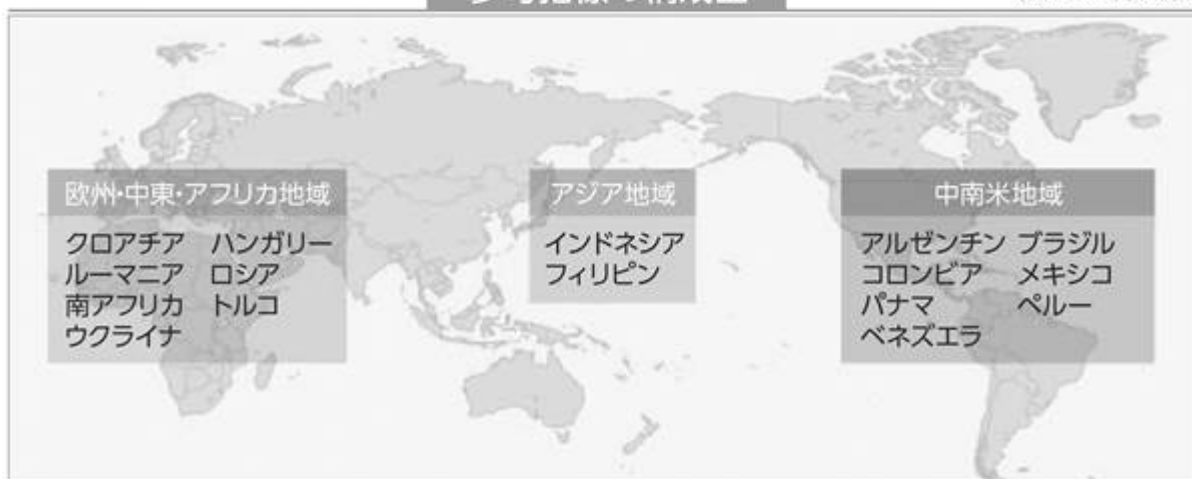 欧州・中東・アフリカ地域
クロアチア ハンガリー
ルーマニア ロシア
南アフリカ トルコ
ウクライナ
アジア地域
インドネシア
フィリピン
中南米地域
アルゼンチン ブラジル
コロンビア メキシコ
パナマ ペルー
ベネズエラ